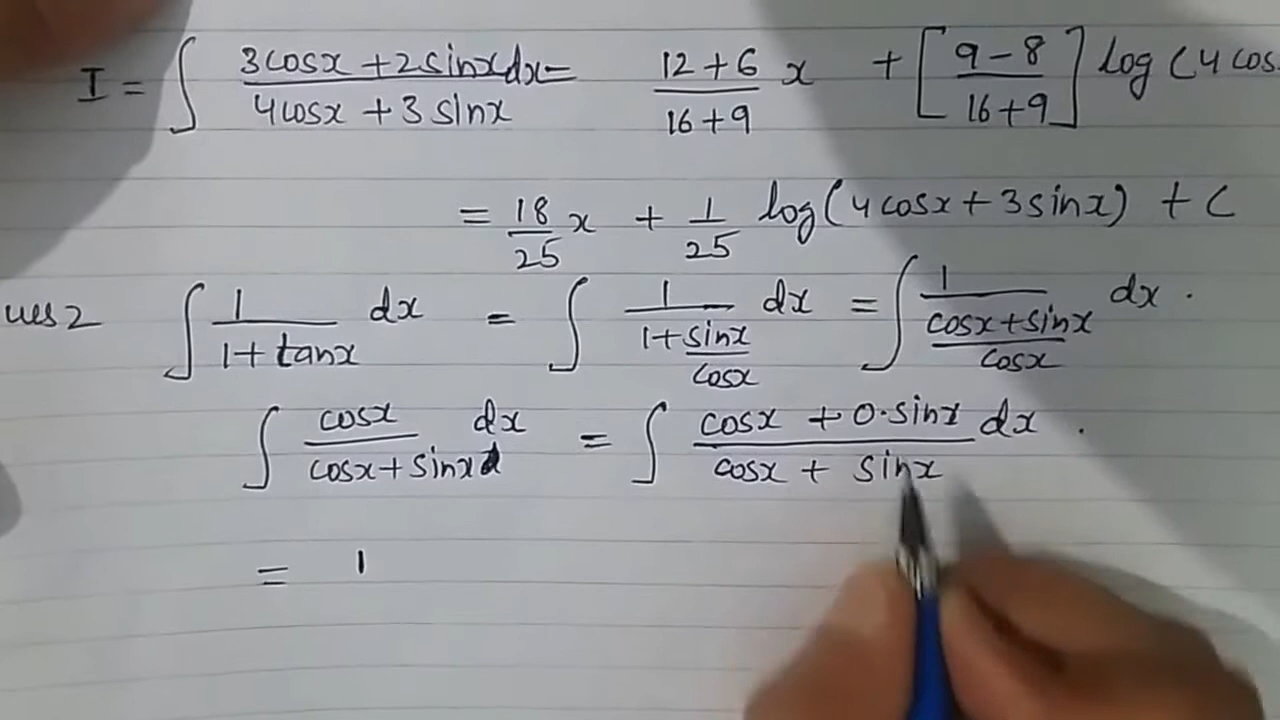 I = ∫ (3cosx + 2sinx)/(4cosx + 3sinx) dx = (12+6)/(16+9) x + [(9-8)/(16+9)] log(4cos
= 18/25 x + 1/25 log(4cosx + 3sinx) + C
ues 2 ∫ 1/(1+tanx) dx = ∫ 1/(1+sinx/cosx) dx = ∫ 1/((cosx+sinx)/cosx) dx .
∫ cosx/(cosx+sinx) dx = ∫ (cosx + 0·sinx)/(cosx + sinx) dx .
= 1